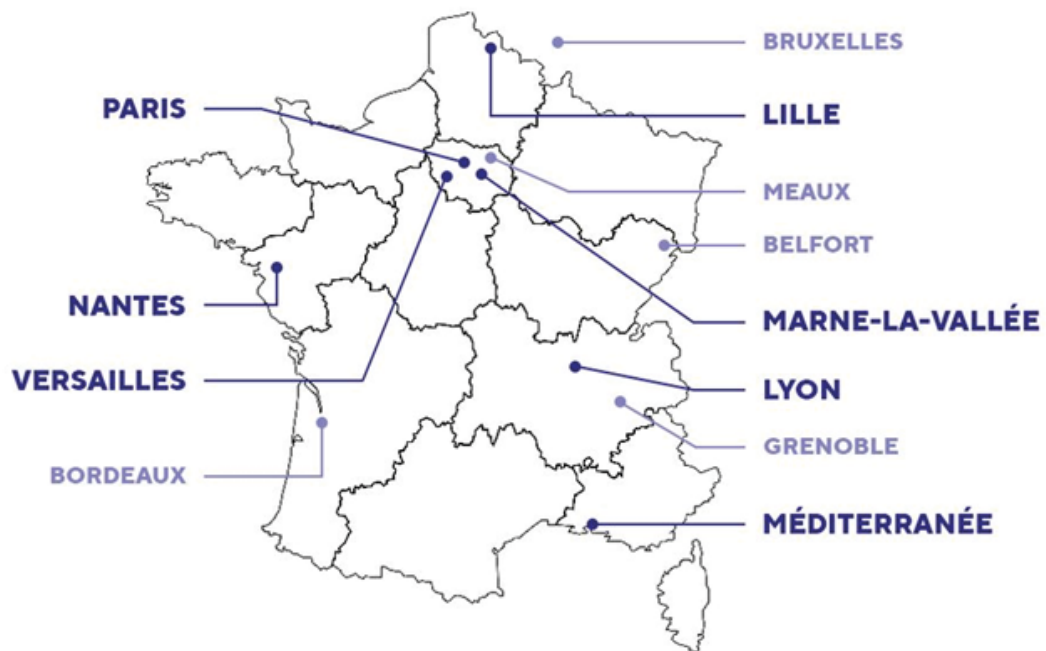 PARIS
NANTES
VERSAILLES
BORDEAUX
BRUXELLES
LILLE
MEAUX
BELFORT
MARNE-LA-VALLÉE
LYON
GRENOBLE
MÉDITERRANÉE